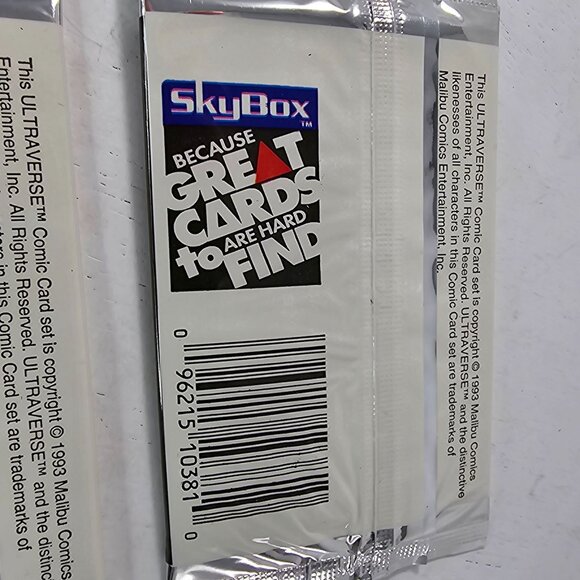 This ULTRAVERSE™ Comic Card set is copyright © 1993 Malibu Comics
Entertainment, Inc. All Rights Reserved. ULTRAVERSE™ and the distinc
in this Comic Card set are trademarks of
SkyBox™
BECAUSE
GREAT
CARDS
ARE HARD
to FIND
0 96215 10381 0
This ULTRAVERSE™ Comic Card set is copyright © 1993 Malibu Comics
Entertainment, Inc. All Rights Reserved. ULTRAVERSE™ and the distinctive
likenesses of all characters in this Comic Card set are trademarks of
Malibu Comics Entertainment, Inc.